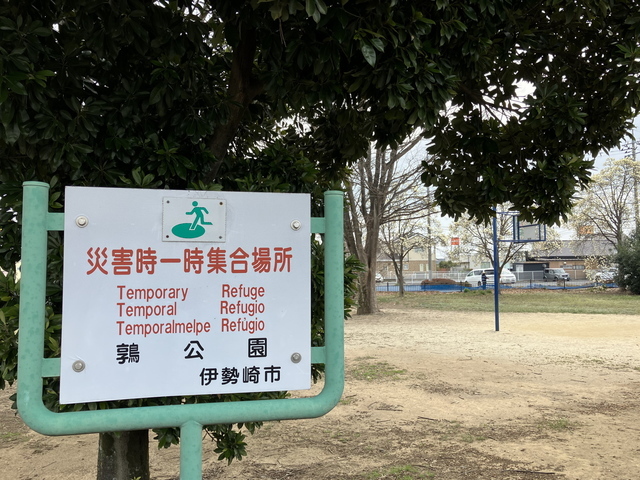 災害時一時集合場所
Temporary Refuge
Temporal Refugio
Temporalmelpe Refùgio
鶉公園
伊勢崎市